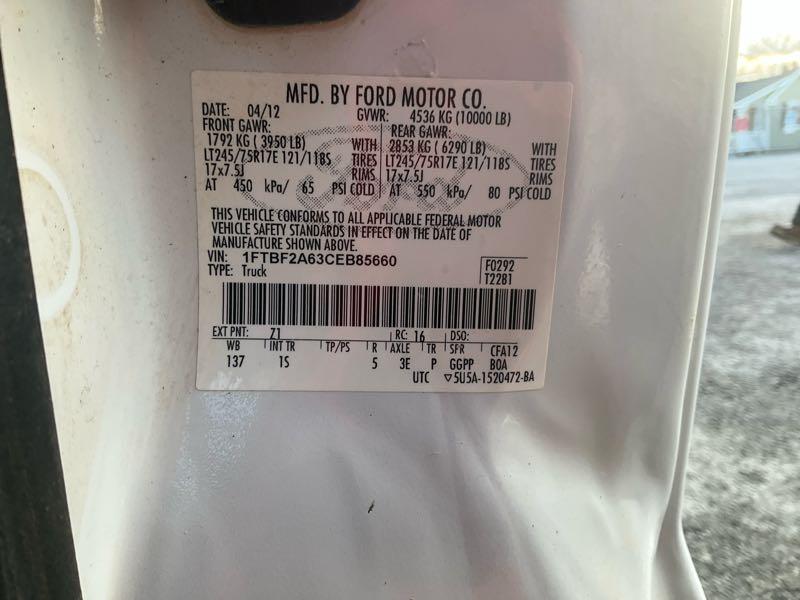 MFD. BY FORD MOTOR CO.
DATE: 04/12 GVWR: 4536 KG (10000 LB)
FRONT GAWR: REAR GAWR:
1792 KG ( 3950 LB) WITH 2853 KG ( 6290 LB) WITH
LT245/75R17E 121/118S TIRES LT245/75R17E 121/118S TIRES
17x7.5J RIMS 17x7.5J RIMS
AT 450 kPa/ 65 PSI COLD AT 550 kPa/ 80 PSI COLD
Ford
THIS VEHICLE CONFORMS TO ALL APPLICABLE FEDERAL MOTOR
VEHICLE SAFETY STANDARDS IN EFFECT ON THE DATE OF
MANUFACTURE SHOWN ABOVE.
VIN: 1FTBF2A63CEB85660
TYPE: Truck
F0292
T22B1
EXT PNT: Z1 RC: 16 DSO:
WB INT TR TP/PS R AXLE TR SPR CFA12
137 1S 5 3E P GGPP BOA
UTC ▽5U5A-1520472-BA